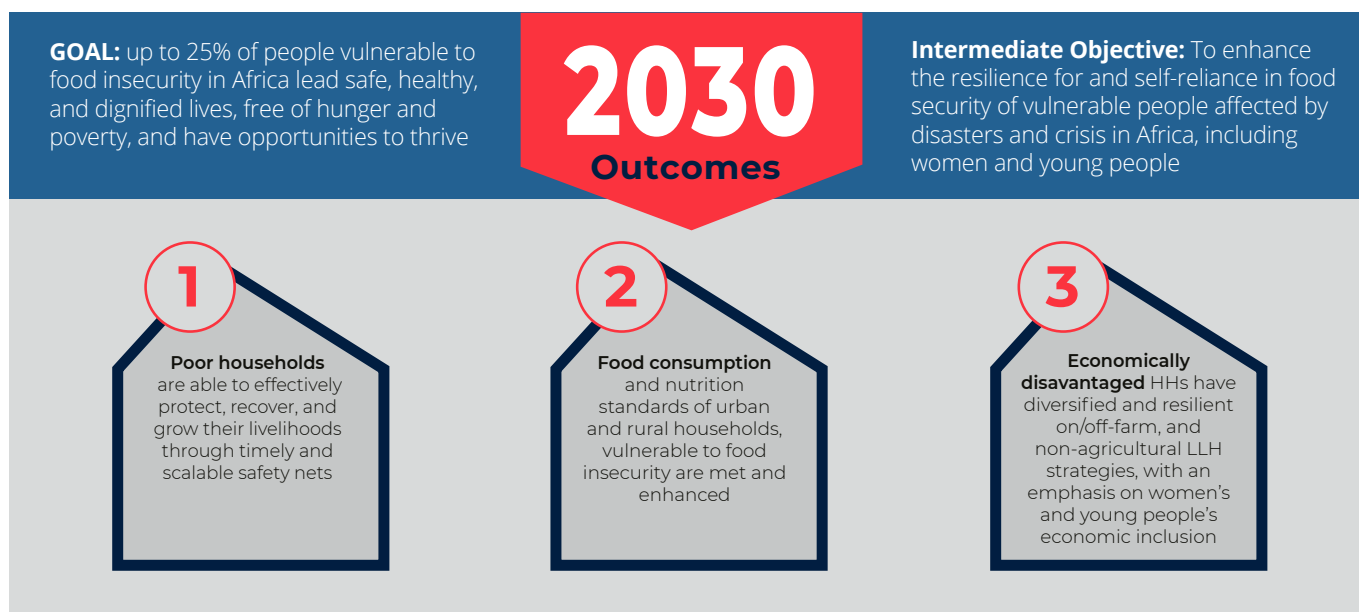 GOAL: up to 25% of people vulnerable to
food insecurity in Africa lead safe, healthy,
and dignified lives, free of hunger and
poverty, and have opportunities to thrive
2030
Outcomes
Intermediate Objective: To enhance
the resilience for and self-reliance in food
security of vulnerable people affected by
disasters and crisis in Africa, including
women and young people
1
Poor households
are able to effectively
protect, recover, and
grow their livelihoods
through timely and
scalable safety nets
2
Food consumption
and nutrition
standards of urban
and rural households,
vulnerable to food
insecurity are met and
enhanced
3
Economically
disavantaged HHs have
diversified and resilient
on/off-farm, and
non-agricultural LLH
strategies, with an
emphasis on women's
and young people's
economic inclusion